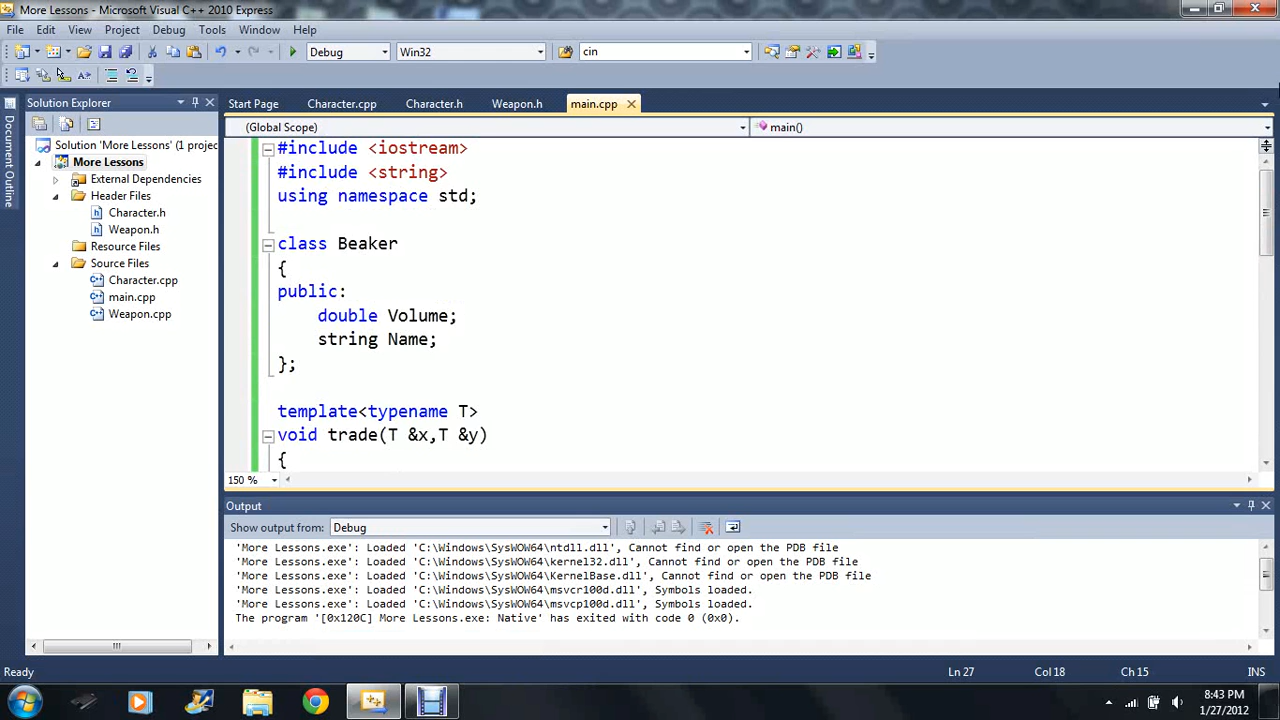 More Lessons - Microsoft Visual C++ 2010 Express
File Edit View Project Debug Tools Window Help
Debug Win32 cin
Solution Explorer
Start Page Character.cpp Character.h Weapon.h main.cpp
(Global Scope) main()
Document Outline
Solution 'More Lessons' (1 projec
More Lessons
External Dependencies
Header Files
Character.h
Weapon.h
Resource Files
Source Files
Character.cpp
main.cpp
Weapon.cpp
#include <iostream>
#include <string>
using namespace std;
class Beaker
{
public:
double Volume;
string Name;
};
template<typename T>
void trade(T &x,T &y)
{
150 %
Output
Show output from: Debug
'More Lessons.exe': Loaded 'C:\Windows\SysWOW64\ntdll.dll', Cannot find or open the PDB file
'More Lessons.exe': Loaded 'C:\Windows\SysWOW64\kernel32.dll', Cannot find or open the PDB file
'More Lessons.exe': Loaded 'C:\Windows\SysWOW64\KernelBase.dll', Cannot find or open the PDB file
'More Lessons.exe': Loaded 'C:\Windows\SysWOW64\msvcr100d.dll', Symbols loaded.
'More Lessons.exe': Loaded 'C:\Windows\SysWOW64\msvcp100d.dll', Symbols loaded.
The program '[0x120C] More Lessons.exe: Native' has exited with code 0 (0x0).
Ready Ln 27 Col 18 Ch 15 INS
8:43 PM
1/27/2012